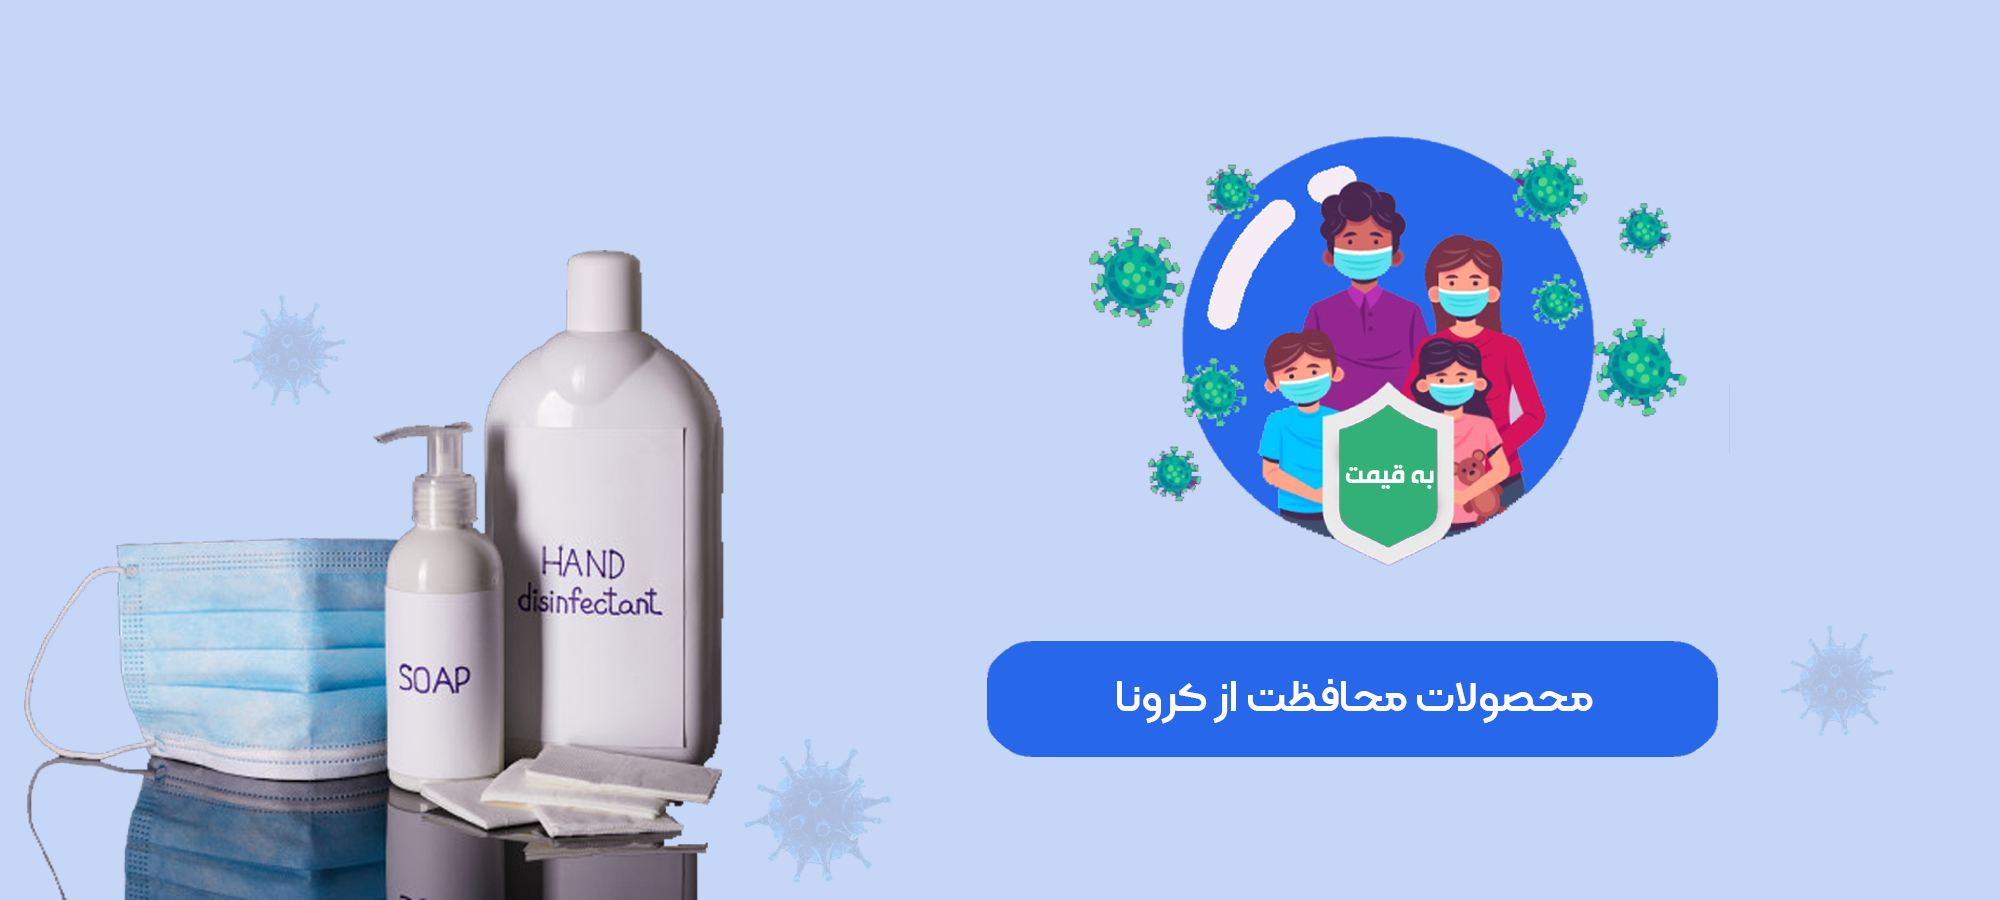 به قیمت
محصولات محافظت از کرونا
HAND
disinfectant
SOAP